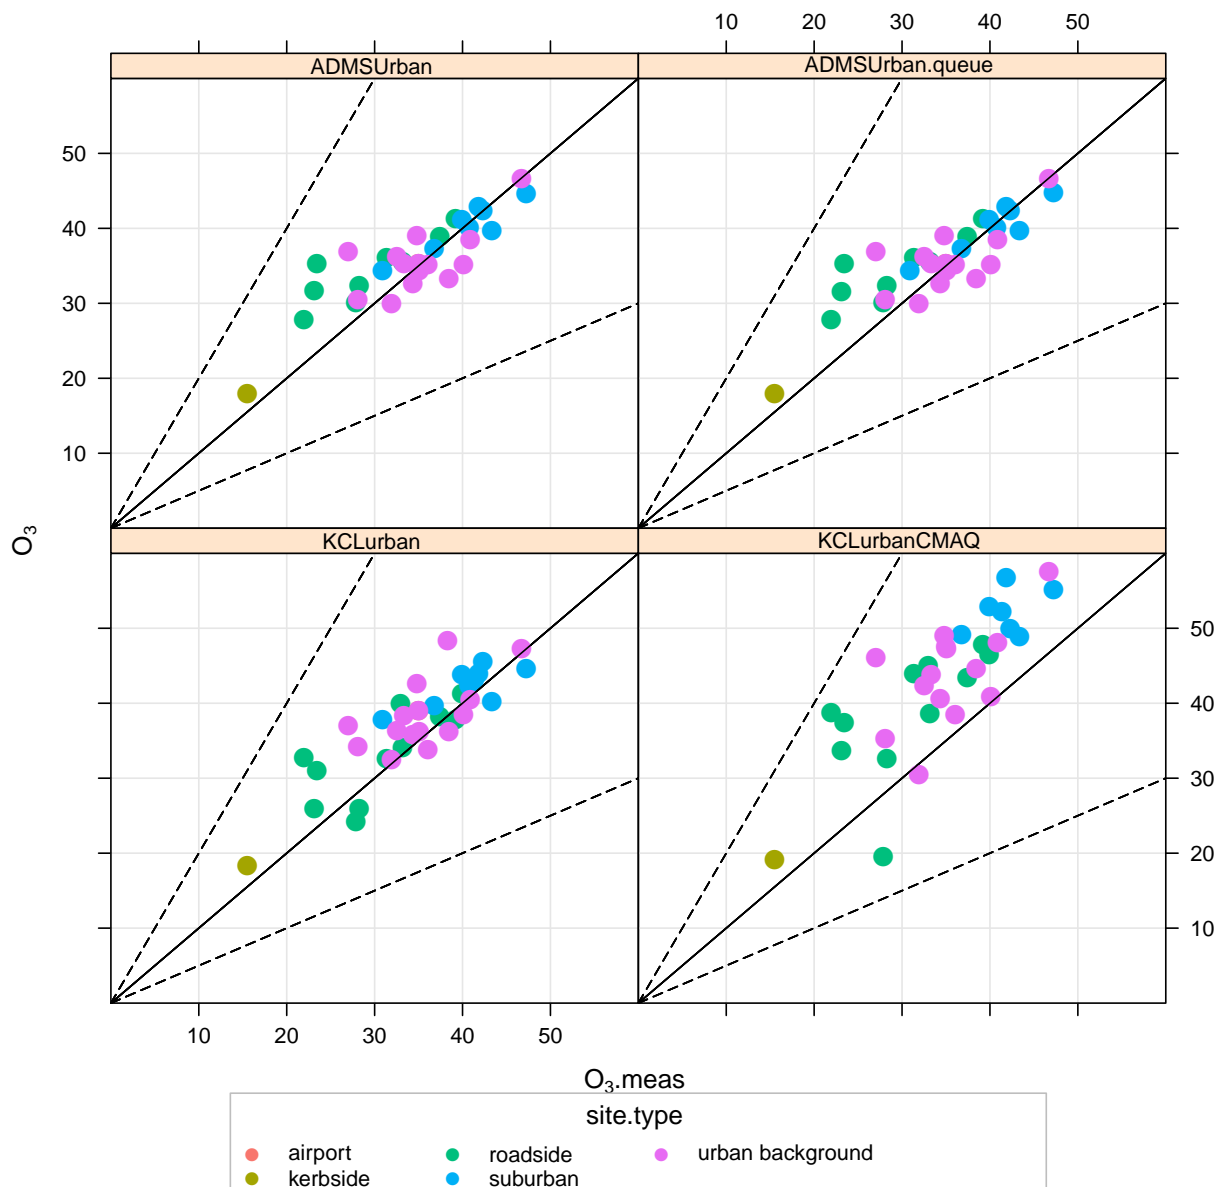 10 20 30 40 50
ADMSUrban ADMSUrban.queue
50
40
30
20
10
O₃
KCLurban KCLurbanCMAQ
50
40
30
20
10
10 20 30 40 50
O₃.meas
site.type
airport roadside urban background
kerbside suburban